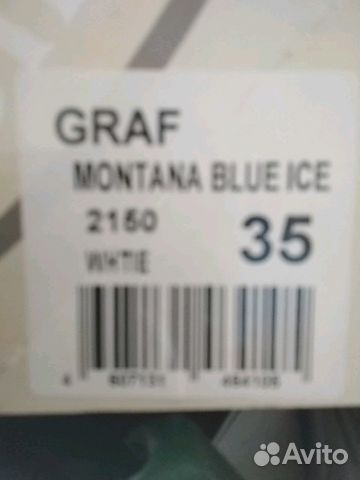 GRAF
MONTANA BLUE ICE
2150
35
WHTIE
Avito